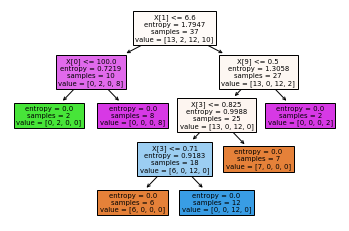 X[1] <= 6.6
entropy = 1.7947
samples = 37
value = [13, 2, 12, 10]
X[0] <= 100.0
entropy = 0.7219
samples = 10
value = [0, 2, 0, 8]
X[9] <= 0.5
entropy = 1.3058
samples = 27
value = [13, 0, 12, 2]
entropy = 0.0
samples = 2
value = [0, 2, 0, 0]
entropy = 0.0
samples = 8
value = [0, 0, 0, 8]
X[3] <= 0.825
entropy = 0.9988
samples = 25
value = [13, 0, 12, 0]
entropy = 0.0
samples = 2
value = [0, 0, 0, 2]
X[3] <= 0.71
entropy = 0.9183
samples = 18
value = [6, 0, 12, 0]
entropy = 0.0
samples = 7
value = [7, 0, 0, 0]
entropy = 0.0
samples = 6
value = [6, 0, 0, 0]
entropy = 0.0
samples = 12
value = [0, 0, 12, 0]